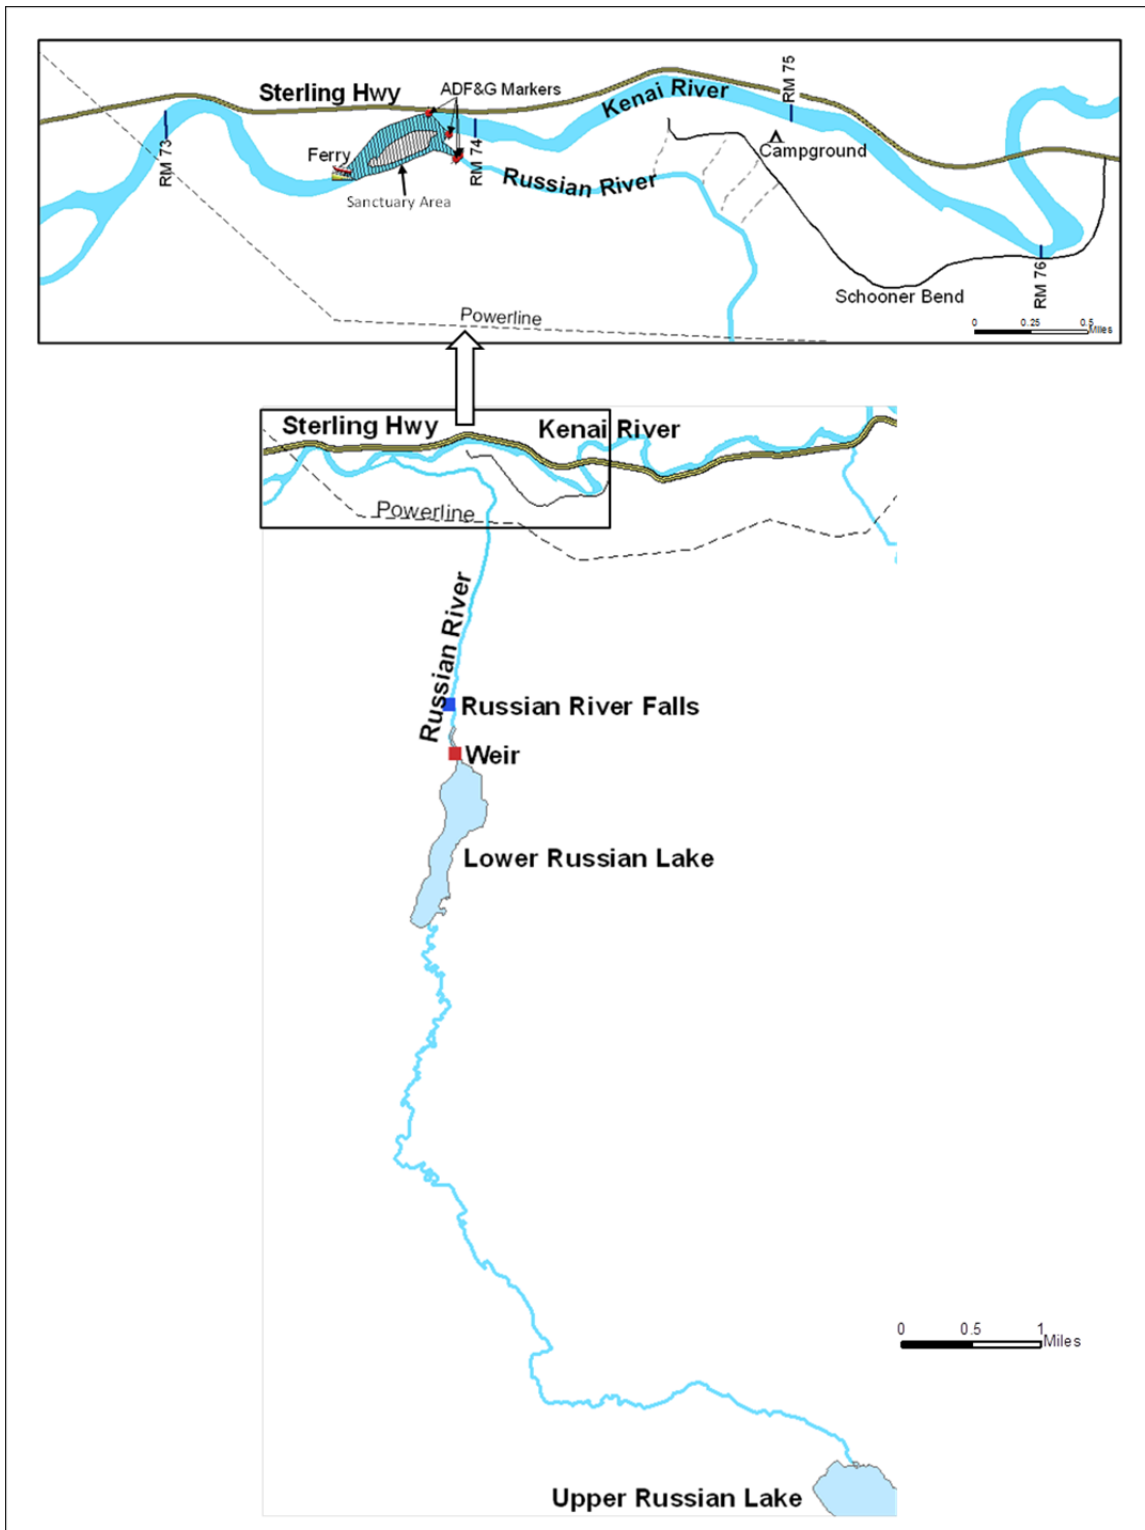 Sterling Hwy
ADF&G Markers
Kenai River
RM 75
RM 73
Ferry
RM 74
Campground
Russian River
Sanctuary Area
RM 76
Schooner Bend
Powerline
0 0.25 0.5 Miles
Sterling Hwy
Kenai River
Powerline
Russian River
Russian River Falls
Weir
Lower Russian Lake
0 0.5 1 Miles
Upper Russian Lake